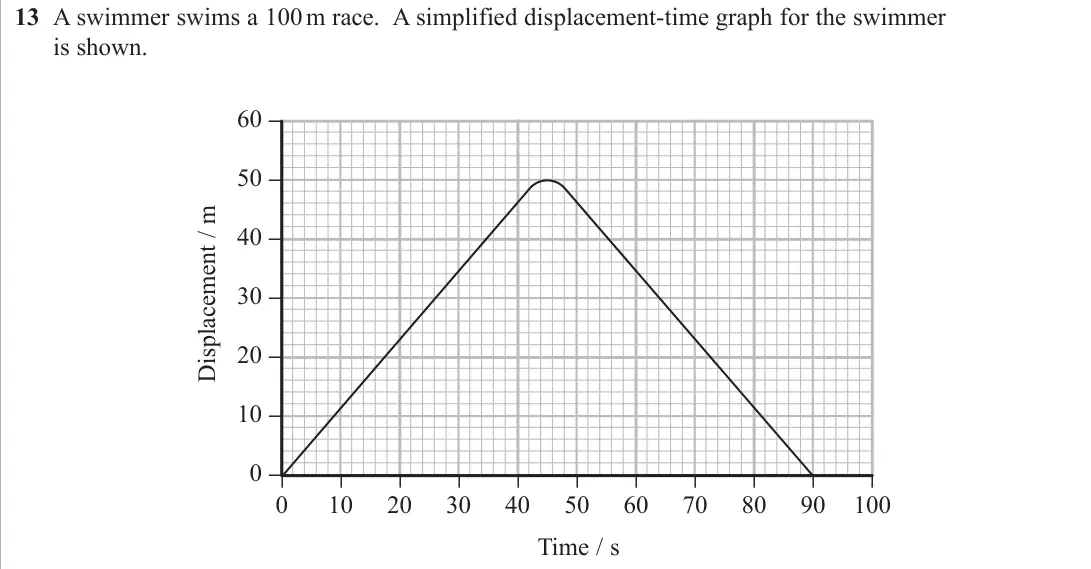 13 A swimmer swims a 100 m race. A simplified displacement-time graph for the swimmer
is shown.
60
50
40
30
20
10
0
Displacement / m
0 10 20 30 40 50 60 70 80 90 100
Time / s